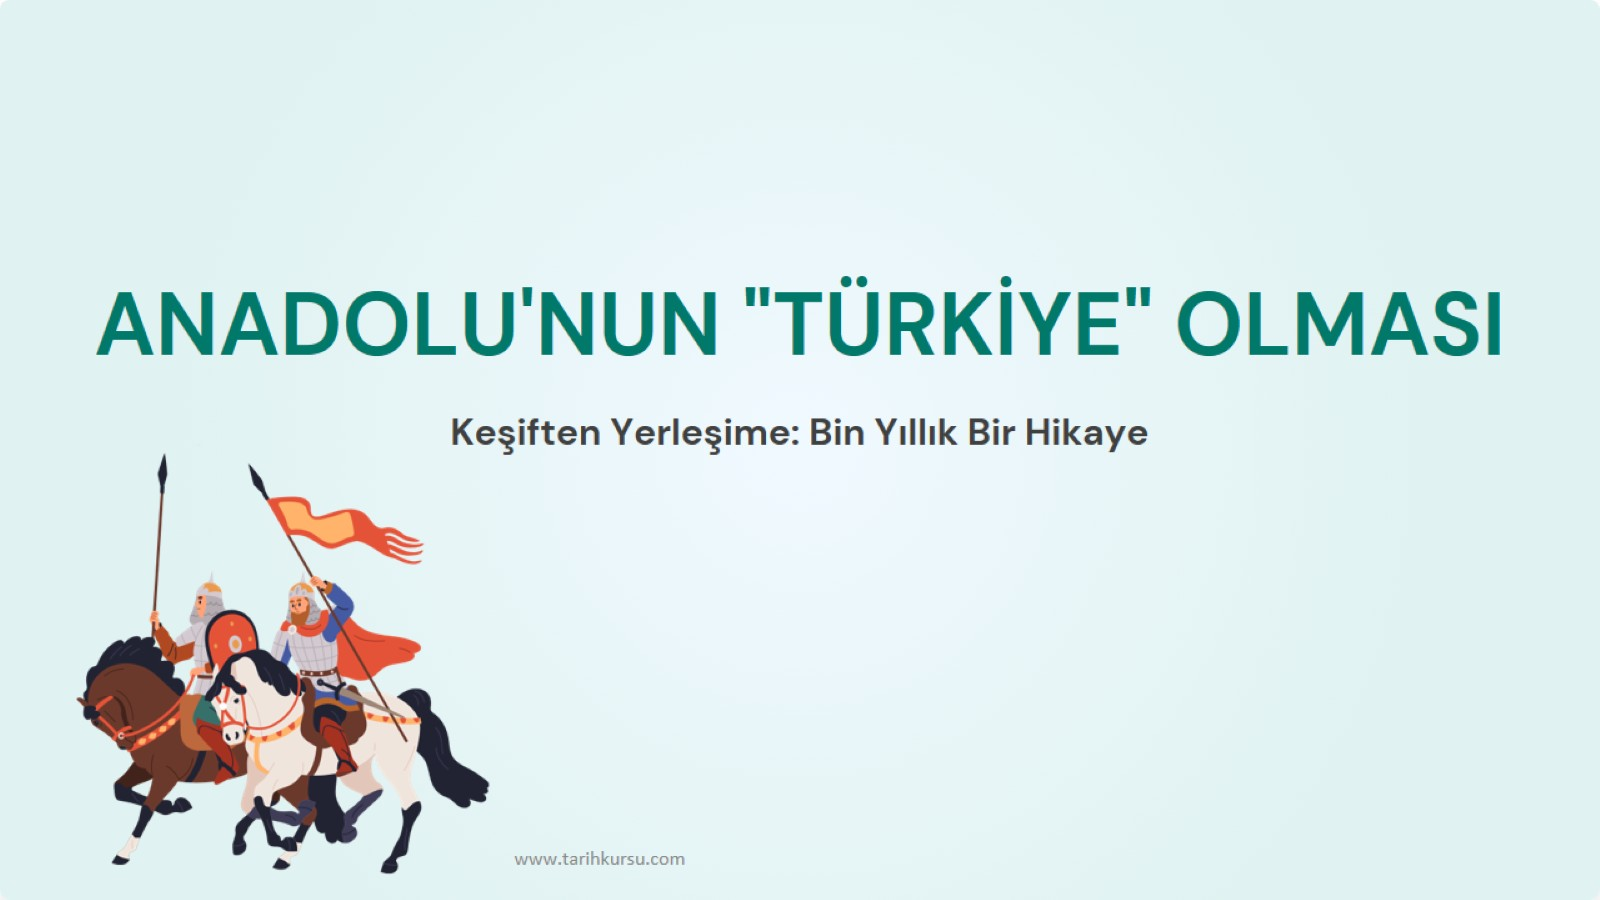 ANADOLU'NUN "TÜRKİYE" OLMASI
Keşiften Yerleşime: Bin Yıllık Bir Hikaye
www.tarihkursu.com